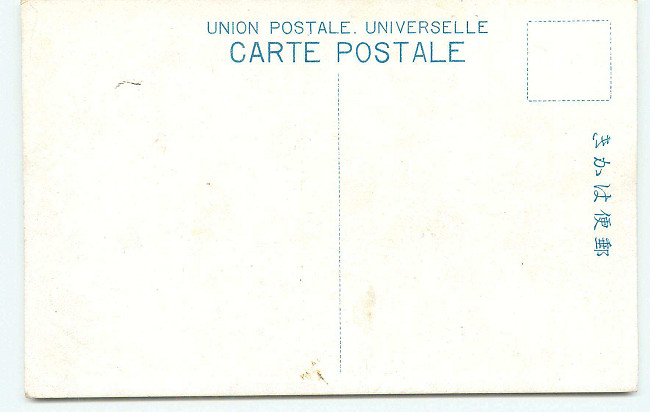 UNION POSTALE. UNIVERSELLE
CARTE POSTALE
郵便はかき